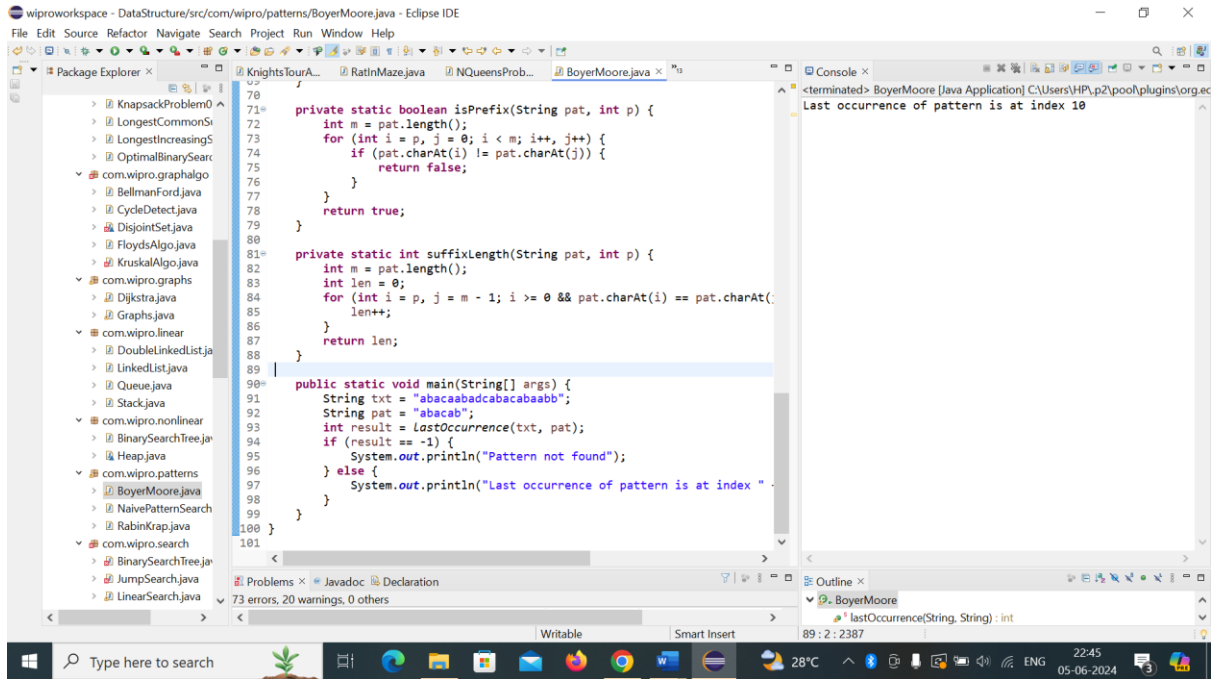 wiproworkspace - DataStructure/src/com/wipro/patterns/BoyerMoore.java - Eclipse IDE
File Edit Source Refactor Navigate Search Project Run Window Help
Package Explorer
KnapsackProblem0
LongestCommonSu
LongestIncreasingS
OptimalBinarySearc
com.wipro.graphalgo
BellmanFord.java
CycleDetect.java
DisjointSet.java
FloydsAlgo.java
KruskalAlgo.java
com.wipro.graphs
Dijkstra.java
Graphs.java
com.wipro.linear
DoubleLinkedList.ja
LinkedList.java
Queue.java
Stack.java
com.wipro.nonlinear
BinarySearchTree.jav
Heap.java
com.wipro.patterns
BoyerMoore.java
NaivePatternSearch
RabinKrap.java
com.wipro.search
BinarySearchTree.jav
JumpSearch.java
LinearSearch.java
KnightsTourA... RatInMaze.java NQueensProb... BoyerMoore.java "13
69 }
70
71 private static boolean isPrefix(String pat, int p) {
72 int m = pat.length();
73 for (int i = p, j = 0; i < m; i++, j++) {
74 if (pat.charAt(i) != pat.charAt(j)) {
75 return false;
76 }
77 }
78 return true;
79 }
80
81 private static int suffixLength(String pat, int p) {
82 int m = pat.length();
83 int len = 0;
84 for (int i = p, j = m - 1; i >= 0 && pat.charAt(i) == pat.charAt(j
85 len++;
86 }
87 return len;
88 }
89
90 public static void main(String[] args) {
91 String txt = "abacaabadcabacabaabb";
92 String pat = "abacab";
93 int result = LastOccurrence(txt, pat);
94 if (result == -1) {
95 System.out.println("Pattern not found");
96 } else {
97 System.out.println("Last occurrence of pattern is at index "
98 }
99 }
100 }
101
Problems Javadoc Declaration
73 errors, 20 warnings, 0 others
Console
<terminated> BoyerMoore [Java Application] C:\Users\HP\.p2\pool\plugins\org.ec
Last occurrence of pattern is at index 10
Outline
BoyerMoore
lastOccurrence(String, String) : int
Writable Smart Insert 89 : 2 : 2387
Type here to search
28°C ENG 22:45
05-06-2024